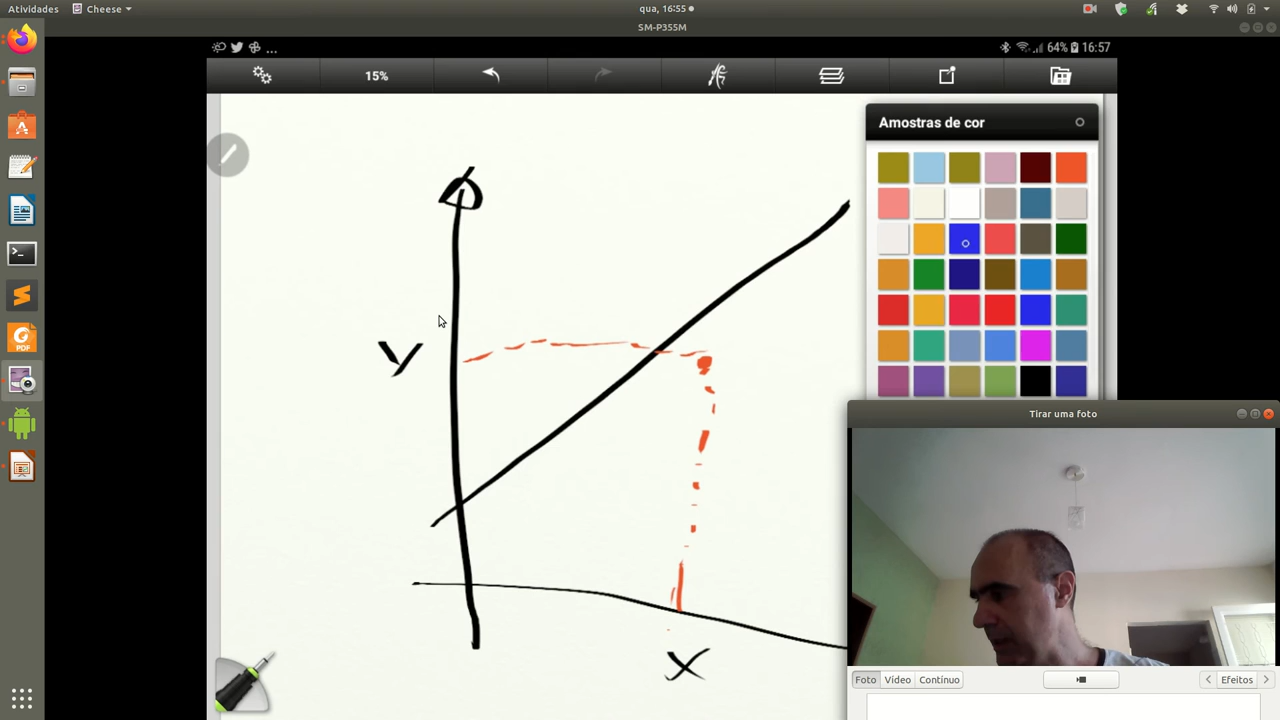 Atividades
Cheese
qua, 16:55
SM-P355M
...
64%
16:57
15%
Amostras de cor
y
x
Tirar uma foto
Foto Vídeo Contínuo
Efeitos